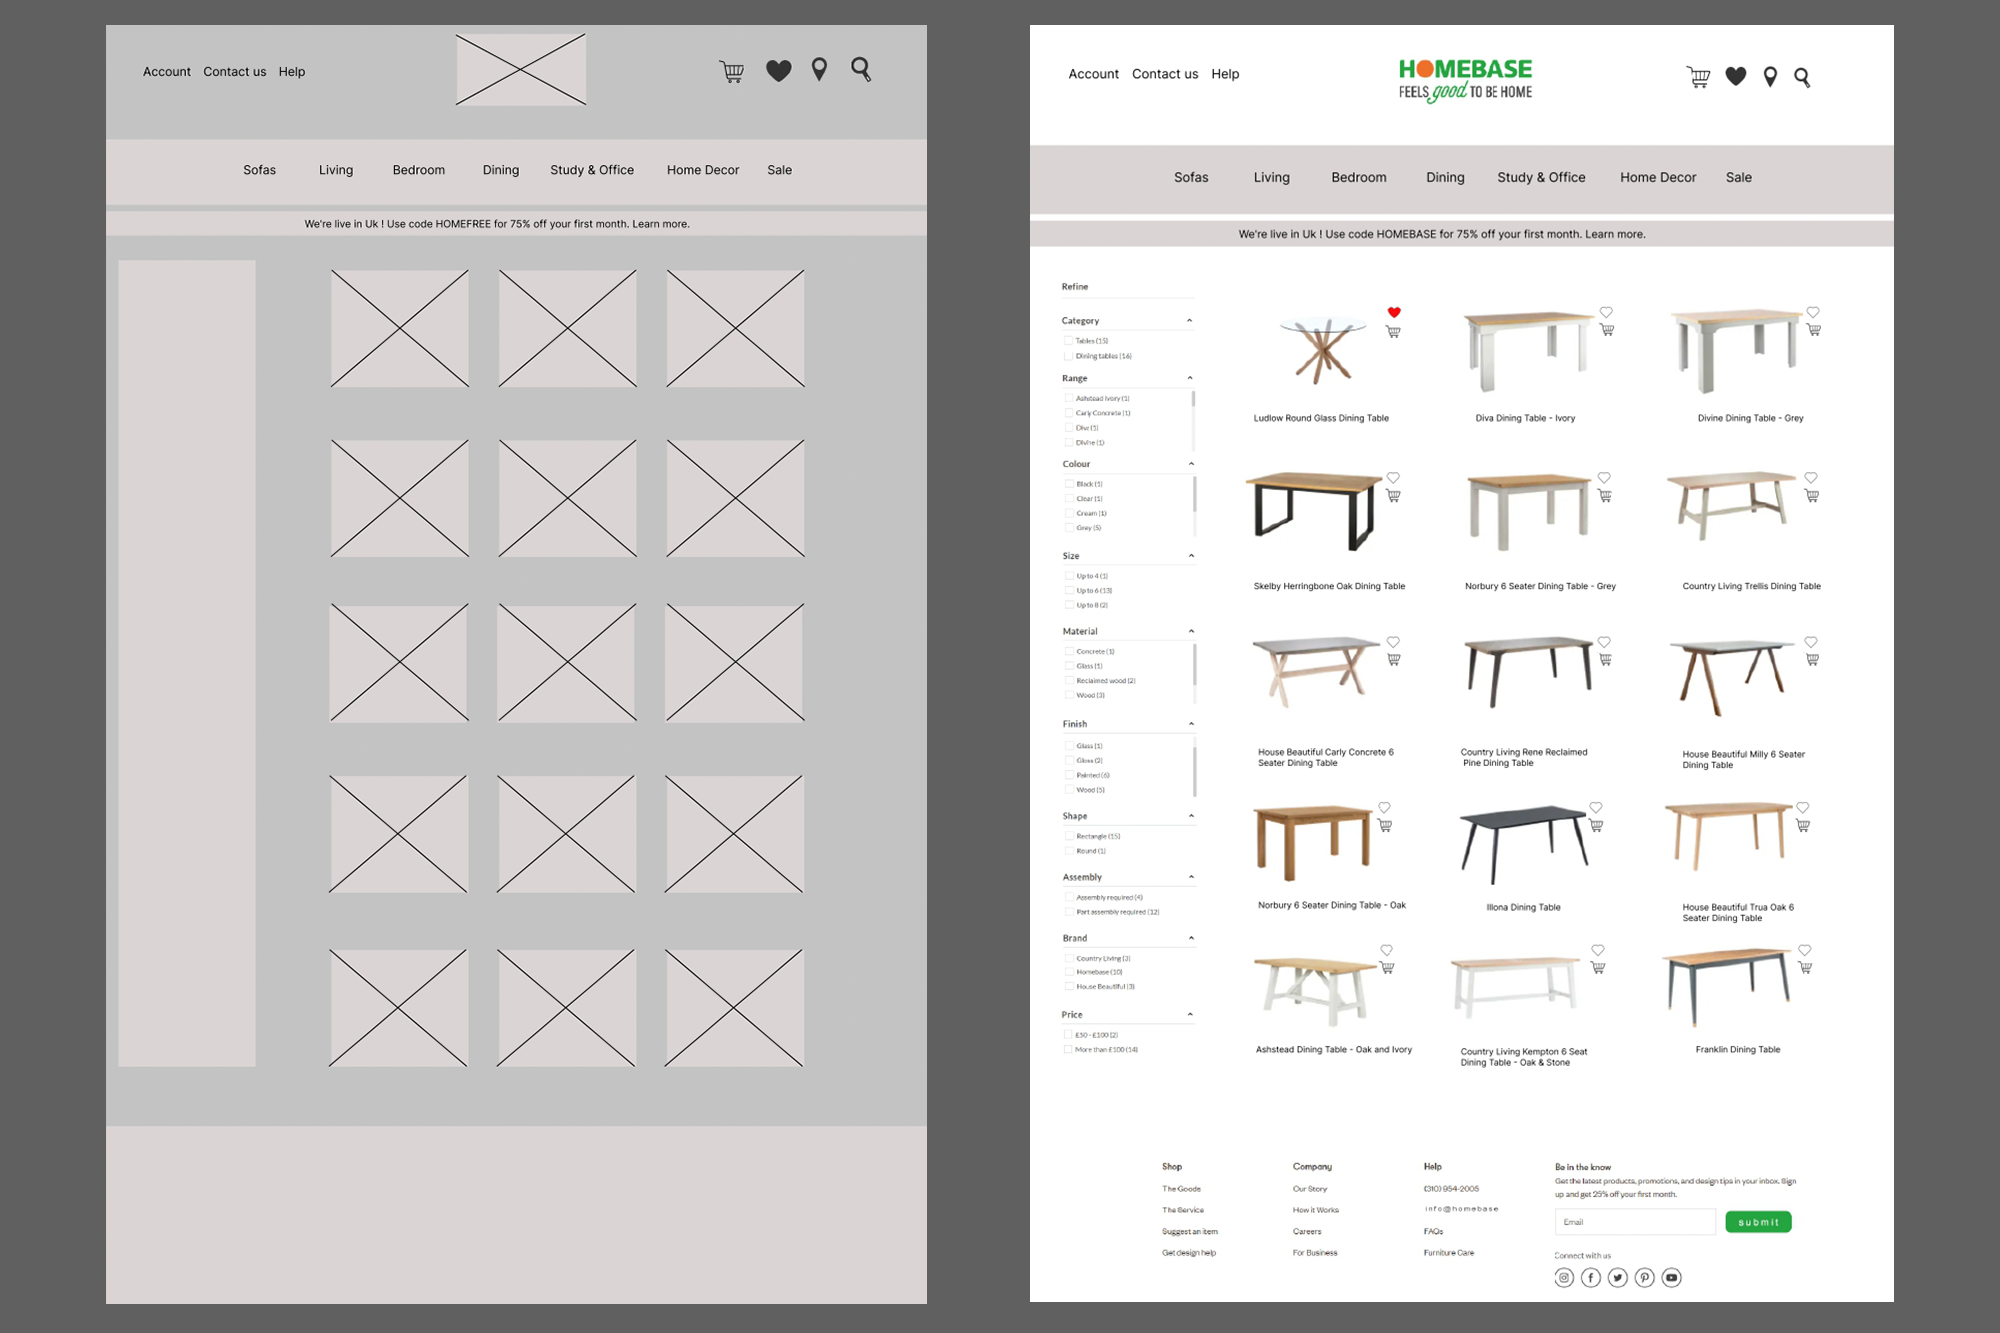 Account Contact us Help
Sofas Living Bedroom Dining Study & Office Home Decor Sale
We're live in Uk ! Use code HOMEFREE for 75% off your first month. Learn more.
Account Contact us Help
HOMEBASE
FEELS good TO BE HOME
Sofas Living Bedroom Dining Study & Office Home Decor Sale
We're live in Uk ! Use code HOMEBASE for 75% off your first month. Learn more.
Refine
Category
Tables (15)
Dining tables (16)
Range
Ashstead Ivory (1)
Carly Concrete (1)
Diva (1)
Divine (1)
Colour
Black (1)
Clear (1)
Cream (1)
Grey (5)
Size
Up to 4 (1)
Up to 6 (13)
Up to 8 (2)
Material
Concrete (1)
Glass (1)
Reclaimed wood (2)
Wood (3)
Finish
Glass (1)
Gloss (2)
Painted (6)
Wood (5)
Shape
Rectangle (15)
Round (1)
Assembly
Assembly required (4)
Part assembly required (12)
Brand
Country Living (3)
Homebase (10)
House Beautiful (3)
Price
£50 - £100 (2)
More than £100 (14)
Ludlow Round Glass Dining Table
Diva Dining Table - Ivory
Divine Dining Table - Grey
Skelby Herringbone Oak Dining Table
Norbury 6 Seater Dining Table - Grey
Country Living Trellis Dining Table
House Beautiful Carly Concrete 6
Seater Dining Table
Country Living Rene Reclaimed
Pine Dining Table
House Beautiful Milly 6 Seater
Dining Table
Norbury 6 Seater Dining Table - Oak
Illona Dining Table
House Beautiful Trua Oak 6
Seater Dining Table
Ashstead Dining Table - Oak and Ivory
Country Living Kempton 6 Seat
Dining Table - Oak & Stone
Franklin Dining Table
Shop
The Goods
The Service
Suggest an item
Get design help
Company
Our Story
How it Works
Careers
For Business
Help
(310) 954-2005
info@homebase
FAQs
Furniture Care
Be in the know
Get the latest products, promotions, and design tips in your inbox. Sign
up and get 25% off your first month.
Email
submit
Connect with us